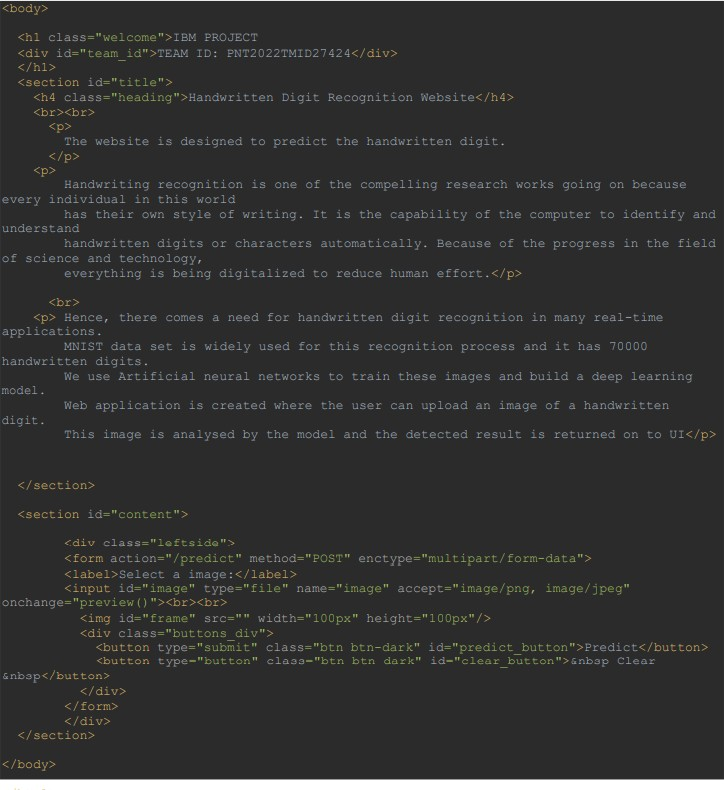 <body>
<h1 class="welcome">IBM PROJECT
<div id="team_id">TEAM ID: PNT2022TMID27424</div>
</h1>
<section id="title">
<h4 class="heading">Handwritten Digit Recognition Website</h4>
<br><br>
<p>
The website is designed to predict the handwritten digit.
</p>
<p>
Handwriting recognition is one of the compelling research works going on because
every individual in this world
has their own style of writing. It is the capability of the computer to identify and
understand
handwritten digits or characters automatically. Because of the progress in the field
of science and technology,
everything is being digitalized to reduce human effort.</p>
<br>
<p> Hence, there comes a need for handwritten digit recognition in many real-time
applications.
MNIST data set is widely used for this recognition process and it has 70000
handwritten digits.
We use Artificial neural networks to train these images and build a deep learning
model.
Web application is created where the user can upload an image of a handwritten
digit.
This image is analysed by the model and the detected result is returned on to UI</p>
</section>
<section id="content">
<div class="leftside">
<form action="/predict" method="POST" enctype="multipart/form-data">
<label>Select a image:</label>
<input id="image" type="file" name="image" accept="image/png, image/jpeg"
onchange="preview()"><br><br>
<img id="frame" src="" width="100px" height="100px"/>
<div class="buttons_div">
<button type="submit" class="btn btn-dark" id="predict_button">Predict</button>
<button type="button" class="btn btn-dark" id="clear_button">&nbsp Clear
&nbsp</button>
</div>
</form>
</div>
</section>
</body>